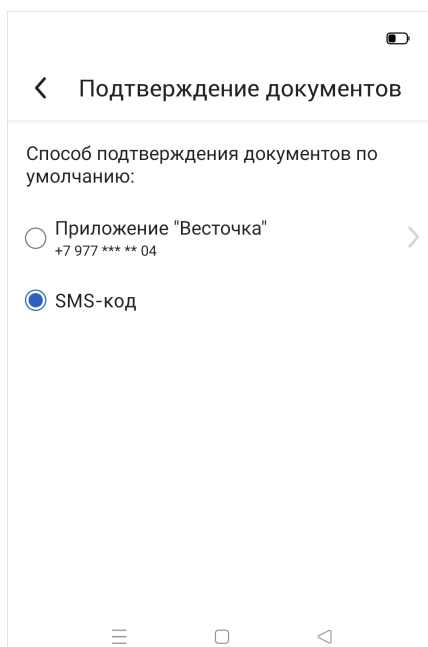 Подтверждение документов
Способ подтверждения документов по
умолчанию:
Приложение "Весточка"
+7 977 *** ** 04
SMS-код